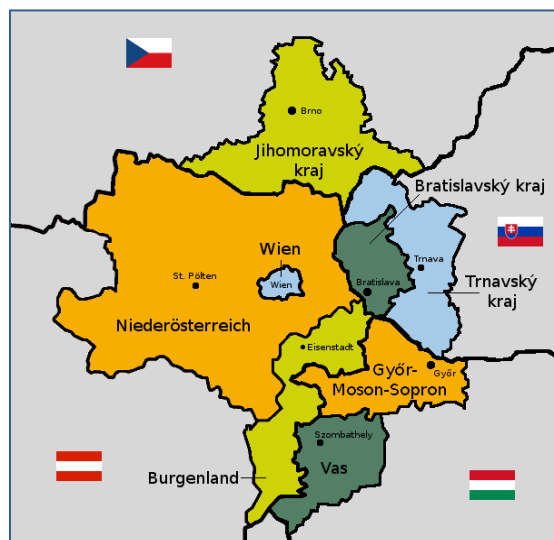 Brno
Jihomoravský
kraj
Bratislavský kraj
Wien
Wien
St. Pölten
Bratislava
Trnava
Trnavský
kraj
Niederösterreich
Eisenstadt
Győr-
Moson-Sopron
Győr
Szombathely
Vas
Burgenland